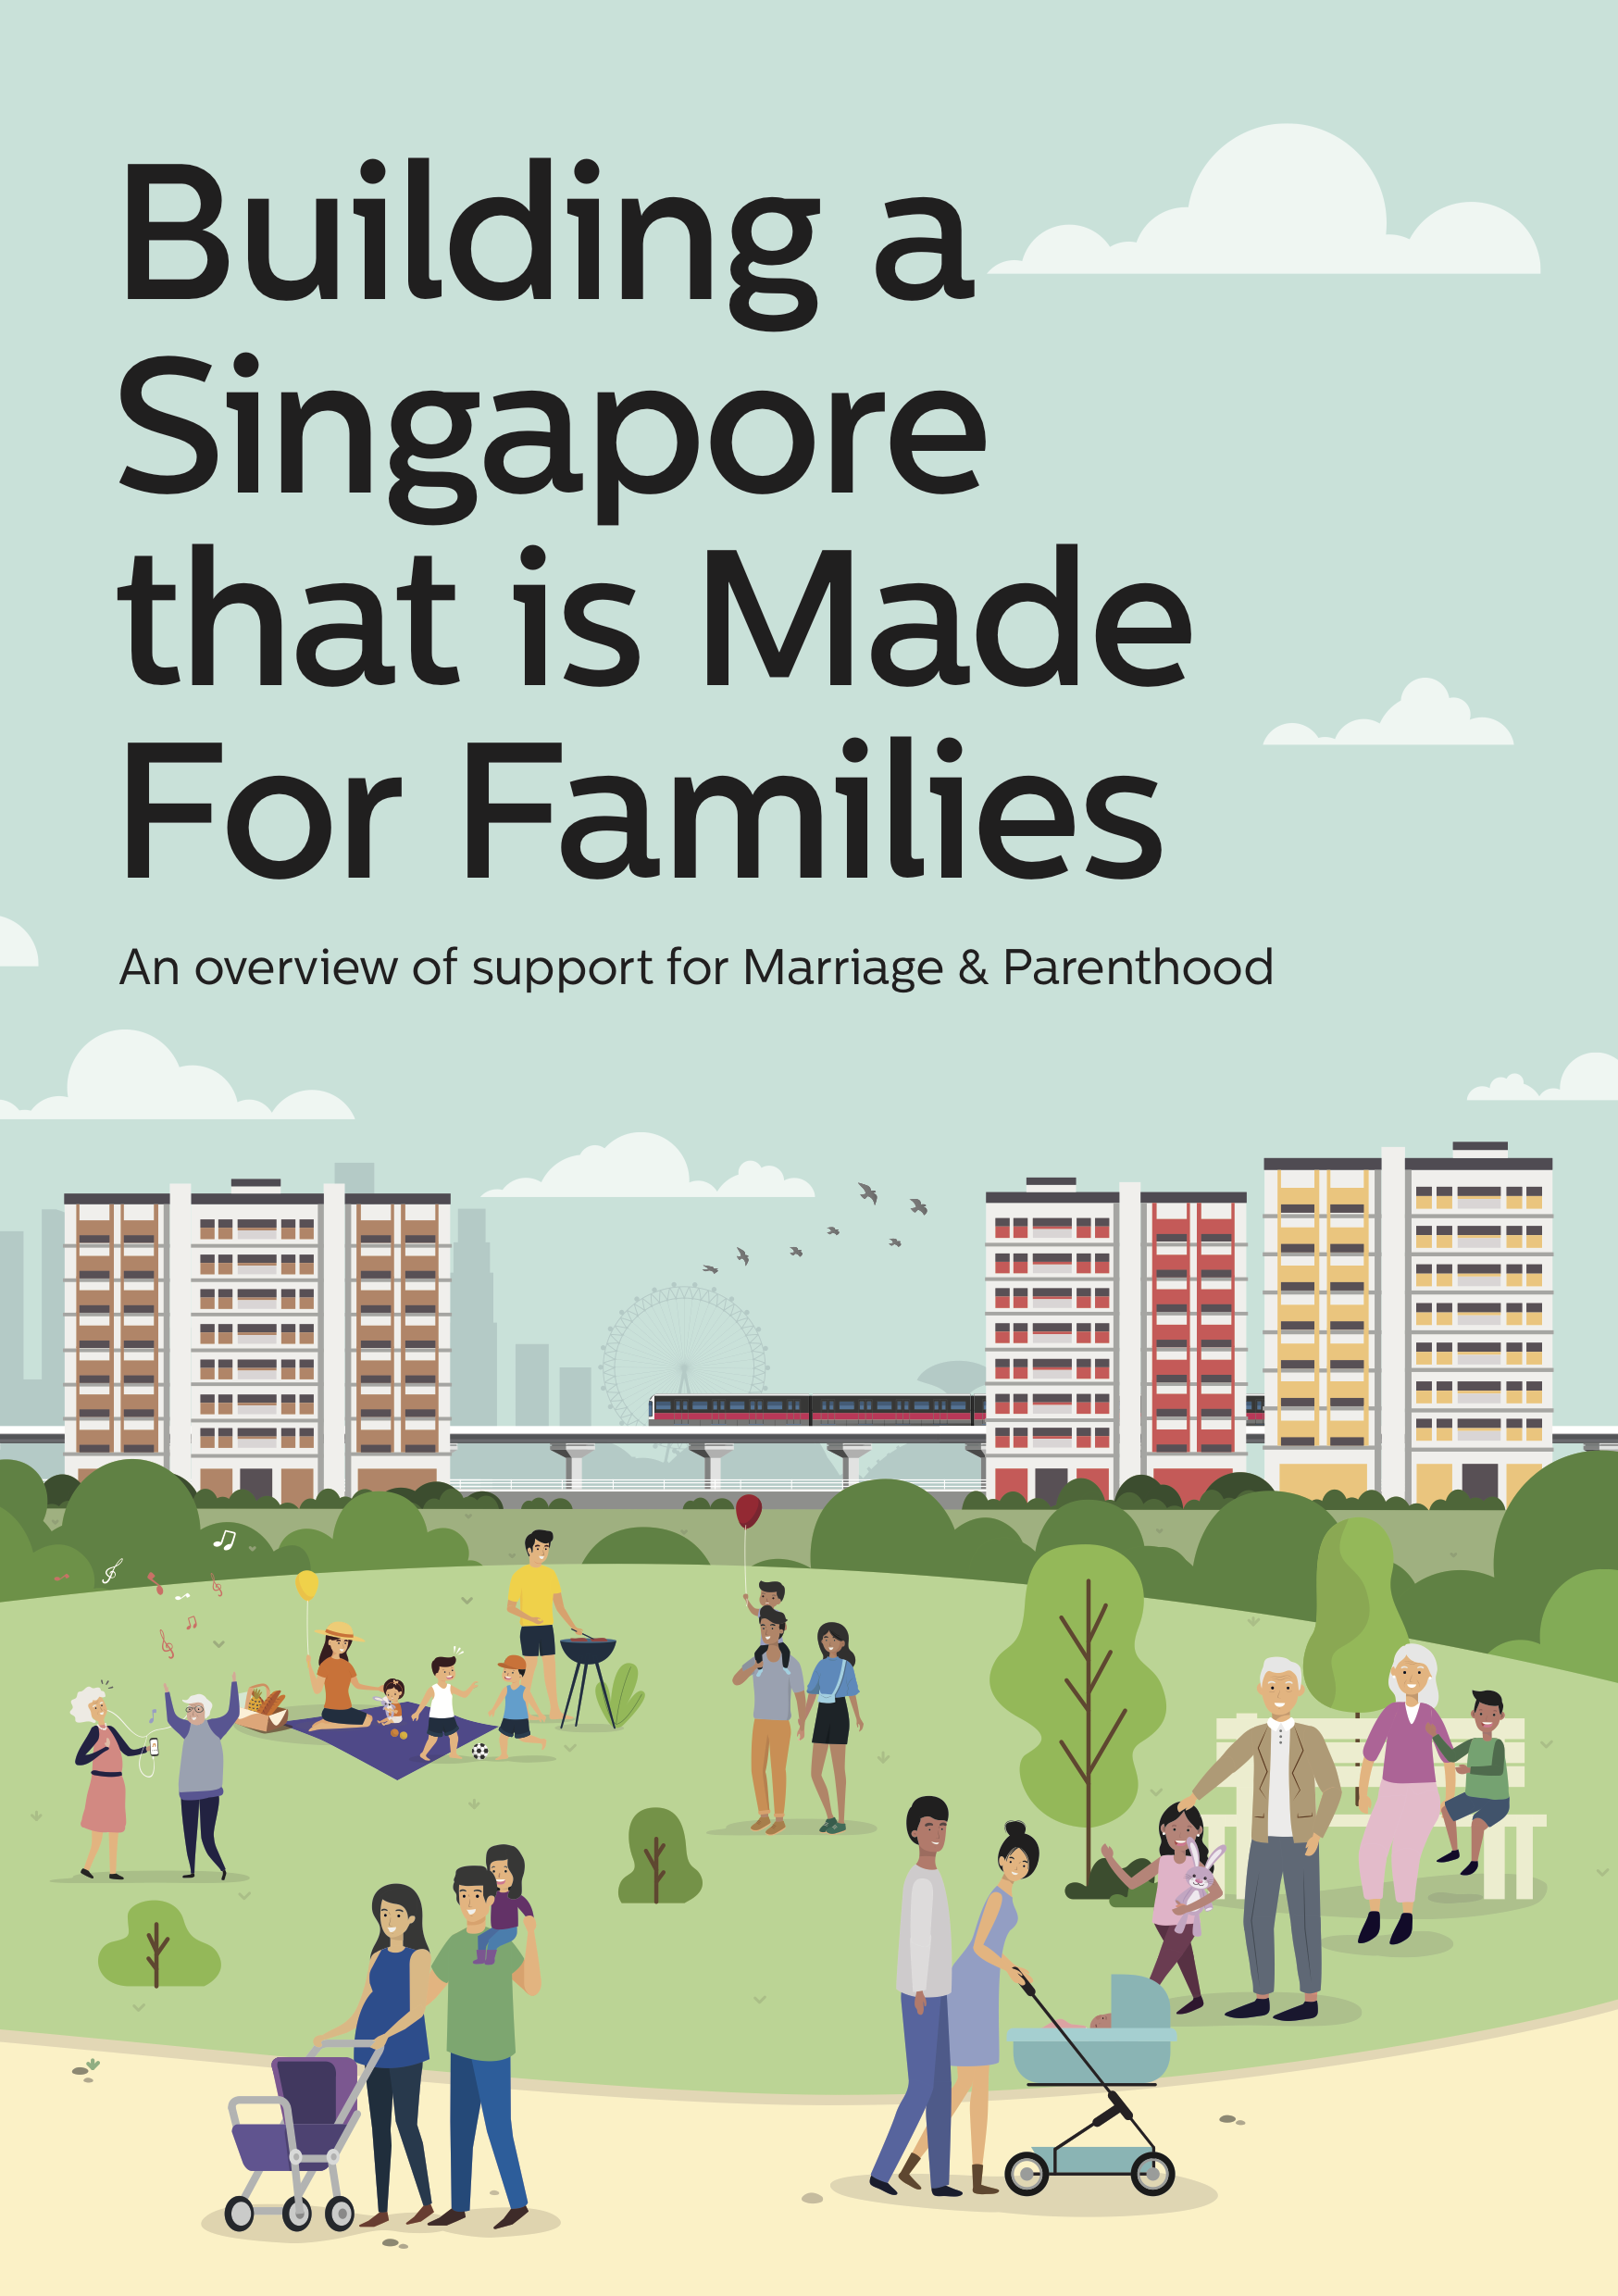 Building a
Singapore
that is Made
For Families
An overview of support for Marriage & Parenthood